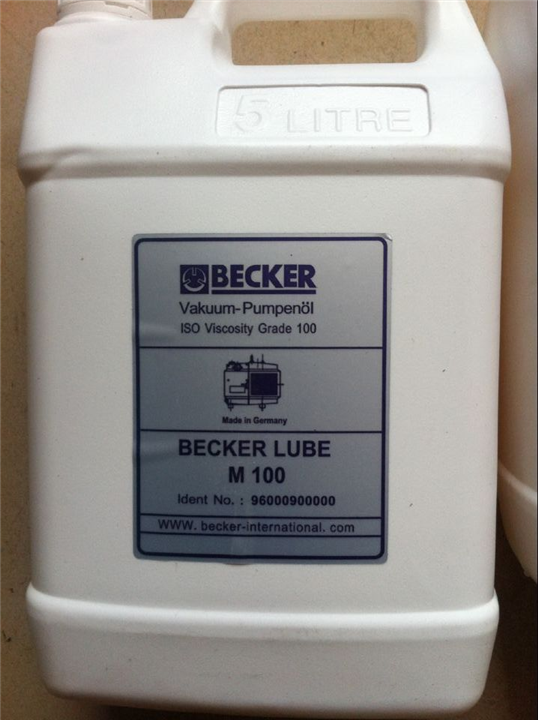 5 LITRE
BECKER
Vakuum-Pumpenöl
ISO Viscosity Grade 100
Made in Germany
BECKER LUBE
M 100
Ident No. : 96000900000
WWW. becker-international. com